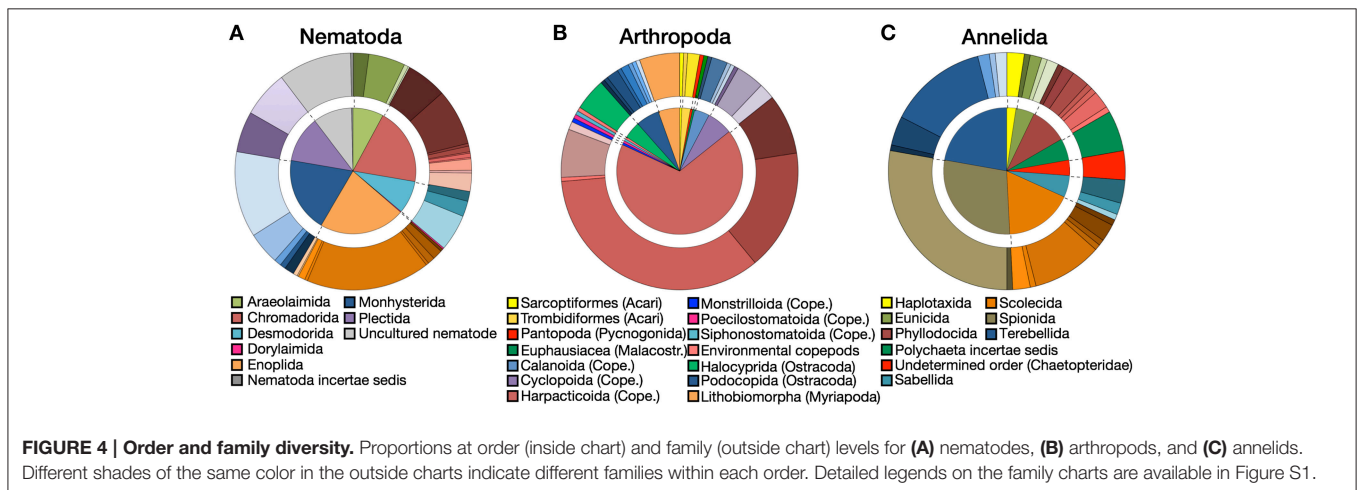 A Nematoda
B Arthropoda
C Annelida
Araeolaimida
Chromadorida
Desmodorida
Dorylaimida
Enoplida
Nematoda incertae sedis
Monhysterida
Plectida
Uncultured nematode
Sarcoptiformes (Acari)
Trombidiformes (Acari)
Pantopoda (Pycnogonida)
Euphausiacea (Malacostr.)
Calanoida (Cope.)
Cyclopoida (Cope.)
Harpacticoida (Cope.)
Monstrilloida (Cope.)
Poecilostomatoida (Cope.)
Siphonostomatoida (Cope.)
Environmental copepods
Halocyprida (Ostracoda)
Podocopida (Ostracoda)
Lithobiomorpha (Myriapoda)
Haplotaxida
Eunicida
Phyllodocida
Polychaeta incertae sedis
Undetermined order (Chaetopteridae)
Sabellida
Scolecida
Spionida
Terebellida
FIGURE 4 | Order and family diversity. Proportions at order (inside chart) and family (outside chart) levels for (A) nematodes, (B) arthropods, and (C) annelids.
Different shades of the same color in the outside charts indicate different families within each order. Detailed legends on the family charts are available in Figure S1.